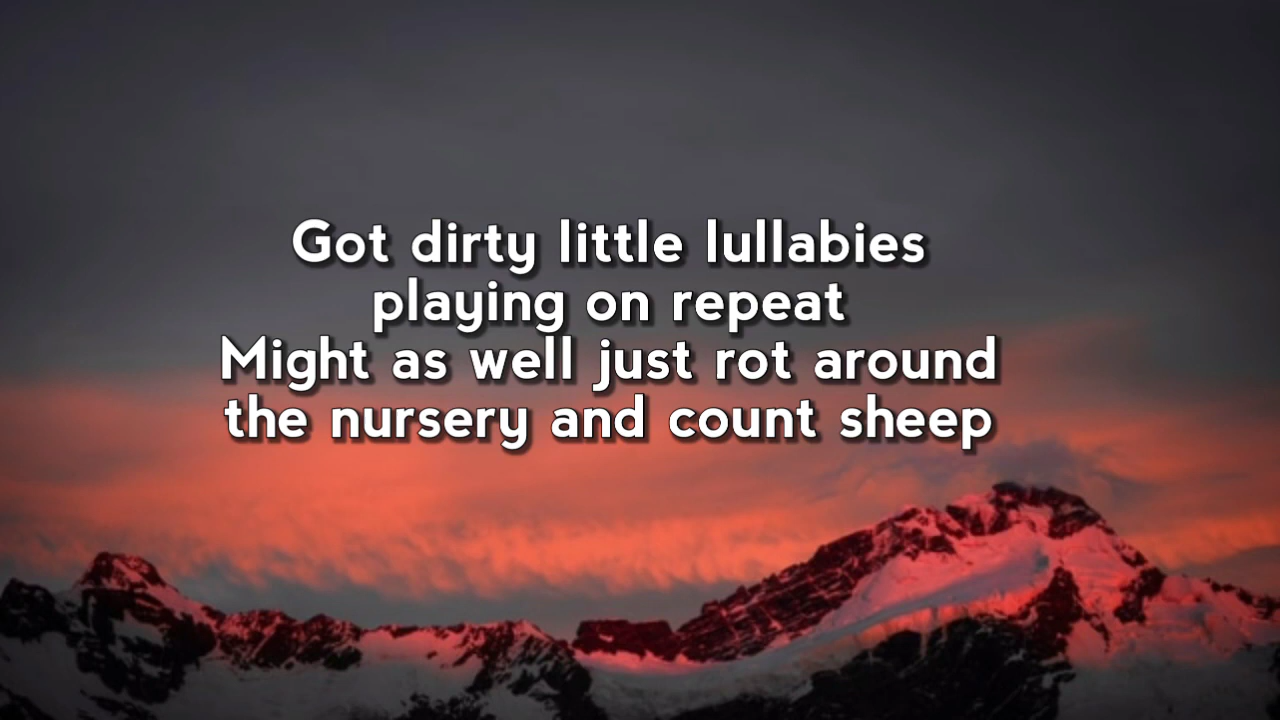 Got dirty little lullabies
playing on repeat
Might as well just rot around
the nursery and count sheep